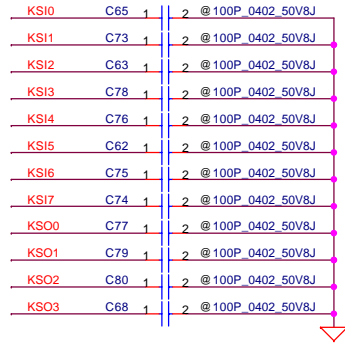 KSI0 C65 1 2 @100P_0402_50V8J
KSI1 C73 1 2 @100P_0402_50V8J
KSI2 C63 1 2 @100P_0402_50V8J
KSI3 C78 1 2 @100P_0402_50V8J
KSI4 C76 1 2 @100P_0402_50V8J
KSI5 C62 1 2 @100P_0402_50V8J
KSI6 C75 1 2 @100P_0402_50V8J
KSI7 C74 1 2 @100P_0402_50V8J
KSO0 C77 1 2 @100P_0402_50V8J
KSO1 C79 1 2 @100P_0402_50V8J
KSO2 C80 1 2 @100P_0402_50V8J
KSO3 C68 1 2 @100P_0402_50V8J